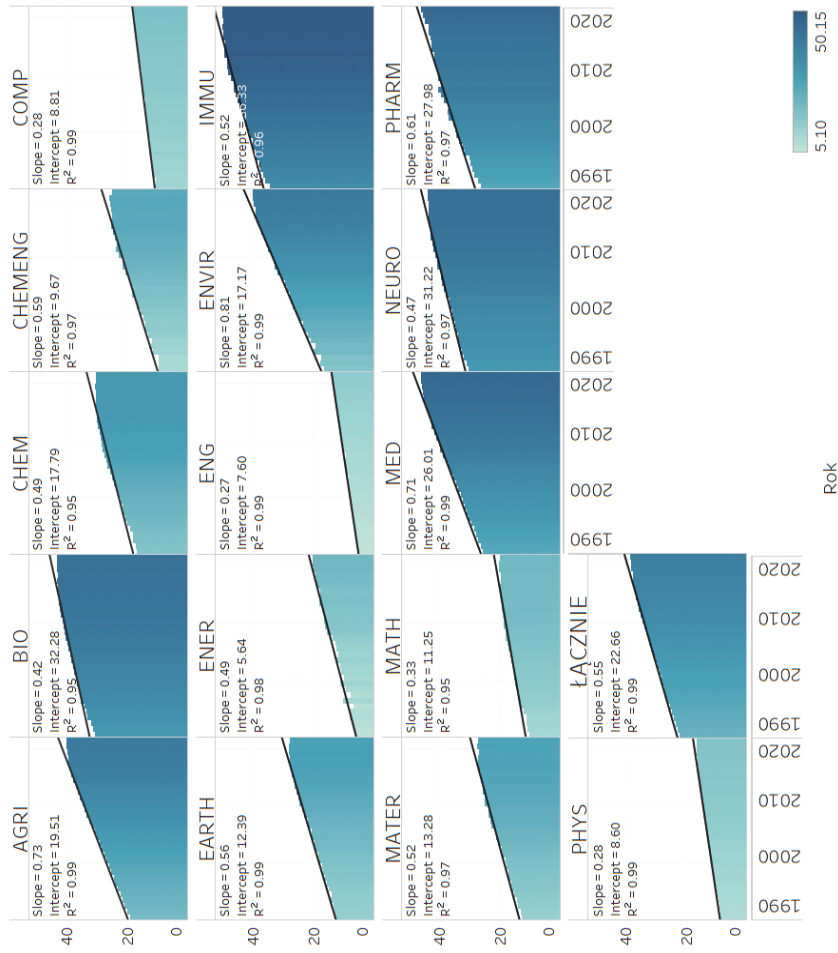 AGRI
Slope = 0.73
Intercept = 19.51
R² = 0.99
BIO
Slope = 0.42
Intercept = 32.28
R² = 0.95
CHEM
Slope = 0.49
Intercept = 17.79
R² = 0.95
CHEMENG
Slope = 0.59
Intercept = 9.67
R² = 0.97
COMP
Slope = 0.28
Intercept = 8.81
R² = 0.99
40
20
0
EARTH
Slope = 0.56
Intercept = 12.39
R² = 0.99
ENER
Slope = 0.49
Intercept = 5.64
R² = 0.98
ENG
Slope = 0.27
Intercept = 7.60
R² = 0.99
ENVIR
Slope = 0.81
Intercept = 17.17
R² = 0.99
IMMU
Slope = 0.52
Intercept = 36.33
R² = 0.96
40
20
0
MATER
Slope = 0.52
Intercept = 13.28
R² = 0.97
MATH
Slope = 0.33
Intercept = 11.25
R² = 0.95
MED
Slope = 0.71
Intercept = 26.01
R² = 0.99
NEURO
Slope = 0.47
Intercept = 31.22
R² = 0.97
PHARM
Slope = 0.61
Intercept = 27.98
R² = 0.97
40
20
0
1990 2000 2010 2020
1990 2000 2010 2020
1990 2000 2010 2020
PHYS
Slope = 0.28
Intercept = 8.60
R² = 0.99
ŁĄCZNIE
Slope = 0.55
Intercept = 22.66
R² = 0.99
40
20
0
1990 2000 2010 2020
1990 2000 2010 2020
Rok
5.10 50.15